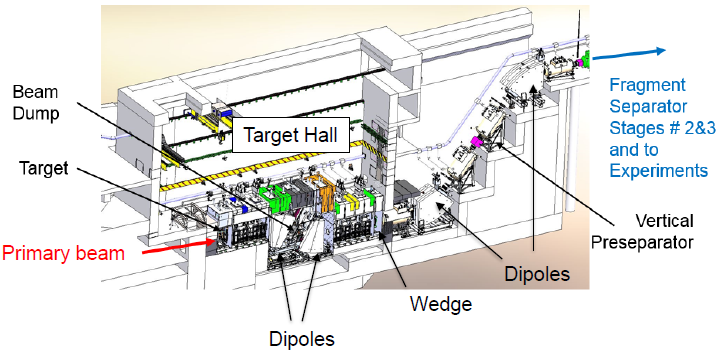 Beam
Dump
Target Hall
Target
Primary beam
Fragment
Separator
Stages # 2&3
and to
Experiments
Vertical
Preseparator
Dipoles
Wedge
Dipoles